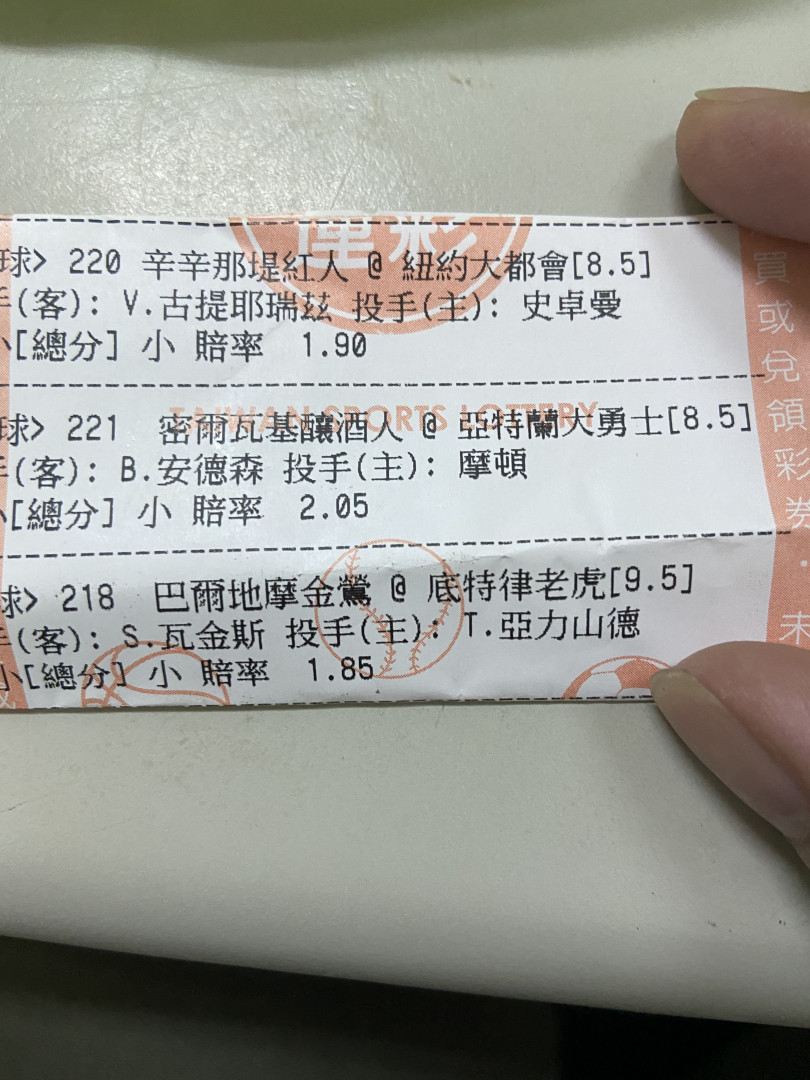 運彩
球> 220 辛辛那堤紅人 @ 紐約大都會[8.5]
手(客): V.古提耶瑞茲 投手(主): 史卓曼
小[總分] 小 賠率 1.90
TAIWAN SPORTS LOTTERY
球> 221 密爾瓦基釀酒人 @ 亞特蘭大勇士[8.5]
手(客): B.安德森 投手(主): 摩頓
小[總分] 小 賠率 2.05
球> 218 巴爾地摩金鶯 @ 底特律老虎[9.5]
手(客): S.瓦金斯 投手(主): T.亞力山德
小[總分] 小 賠率 1.85
買或兌領彩券．未